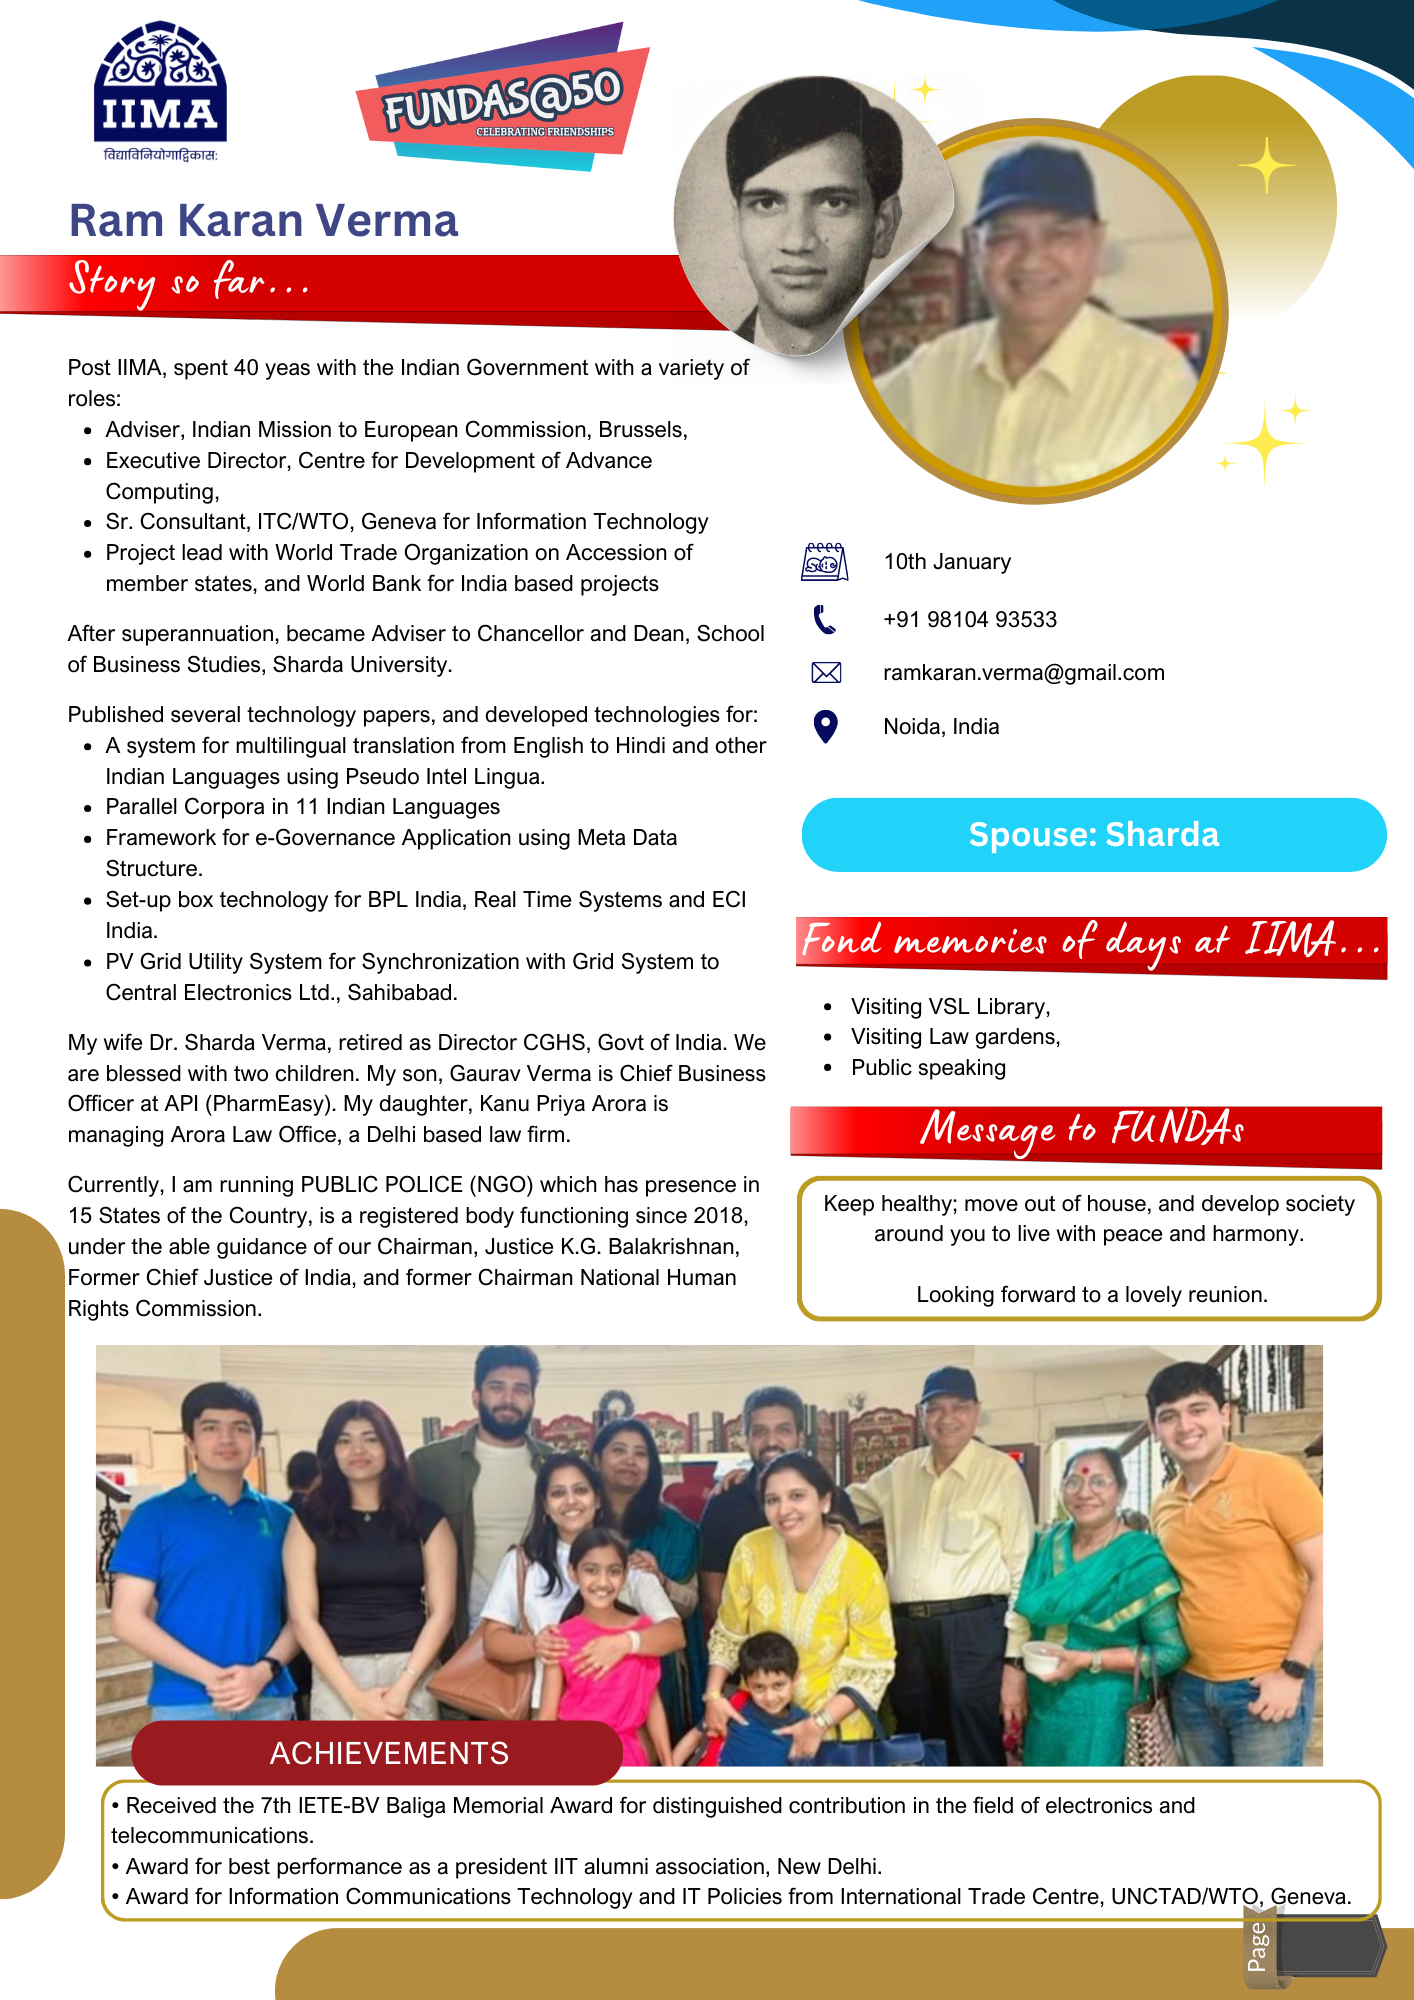 IIMA
विद्याविनियोगाद्विकास:
FUNDAS@50
CELEBRATING FRIENDSHIPS
Ram Karan Verma
Story so far...
Post IIMA, spent 40 yeas with the Indian Government with a variety of
roles:
• Adviser, Indian Mission to European Commission, Brussels,
• Executive Director, Centre for Development of Advance
Computing,
• Sr. Consultant, ITC/WTO, Geneva for Information Technology
• Project lead with World Trade Organization on Accession of
member states, and World Bank for India based projects
After superannuation, became Adviser to Chancellor and Dean, School
of Business Studies, Sharda University.
Published several technology papers, and developed technologies for:
• A system for multilingual translation from English to Hindi and other
Indian Languages using Pseudo Intel Lingua.
• Parallel Corpora in 11 Indian Languages
• Framework for e-Governance Application using Meta Data
Structure.
• Set-up box technology for BPL India, Real Time Systems and ECI
India.
• PV Grid Utility System for Synchronization with Grid System to
Central Electronics Ltd., Sahibabad.
My wife Dr. Sharda Verma, retired as Director CGHS, Govt of India. We
are blessed with two children. My son, Gaurav Verma is Chief Business
Officer at API (PharmEasy). My daughter, Kanu Priya Arora is
managing Arora Law Office, a Delhi based law firm.
Currently, I am running PUBLIC POLICE (NGO) which has presence in
15 States of the Country, is a registered body functioning since 2018,
under the able guidance of our Chairman, Justice K.G. Balakrishnan,
Former Chief Justice of India, and former Chairman National Human
Rights Commission.
10th January
+91 98104 93533
ramkaran.verma@gmail.com
Noida, India
Spouse: Sharda
Fond memories of days at IIMA...
• Visiting VSL Library,
• Visiting Law gardens,
• Public speaking
Message to FUNDAs
Keep healthy; move out of house, and develop society
around you to live with peace and harmony.
Looking forward to a lovely reunion.
ACHIEVEMENTS
• Received the 7th IETE-BV Baliga Memorial Award for distinguished contribution in the field of electronics and
telecommunications.
• Award for best performance as a president IIT alumni association, New Delhi.
• Award for Information Communications Technology and IT Policies from International Trade Centre, UNCTAD/WTO, Geneva.
Page